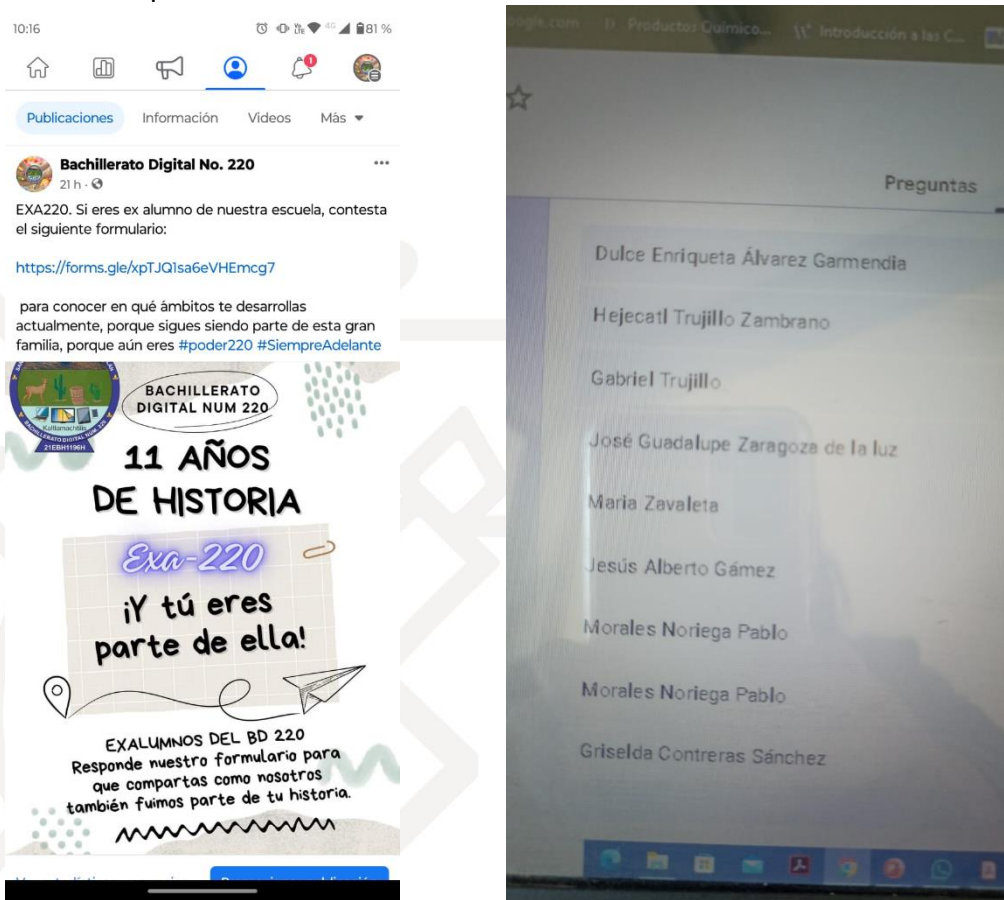 10:16
4G
81 %
1
Publicaciones Información Videos Más
Bachillerato Digital No. 220
21 h
EXA220. Si eres ex alumno de nuestra escuela, contesta
el siguiente formulario:
https://forms.gle/xpTJQ1sa6eVHEmcg7
para conocer en qué ámbitos te desarrollas
actualmente, porque sigues siendo parte de esta gran
familia, porque aún eres #poder220 #SiempreAdelante
BACHILLERATO
DIGITAL NUM 220
21EBH1196H
11 AÑOS
DE HISTORIA
Exa-220
¡Y tú eres
parte de ella!
EXALUMNOS DEL BD 220
Responde nuestro formulario para
que compartas como nosotros
también fuimos parte de tu historia.
Productos Químico... Introducción a las C...
Preguntas
Dulce Enriqueta Álvarez Garmendia
Hejecatl Trujillo Zambrano
Gabriel Trujillo
José Guadalupe Zaragoza de la luz
Maria Zavaleta
Jesús Alberto Gámez
Morales Noriega Pablo
Morales Noriega Pablo
Griselda Contreras Sánchez